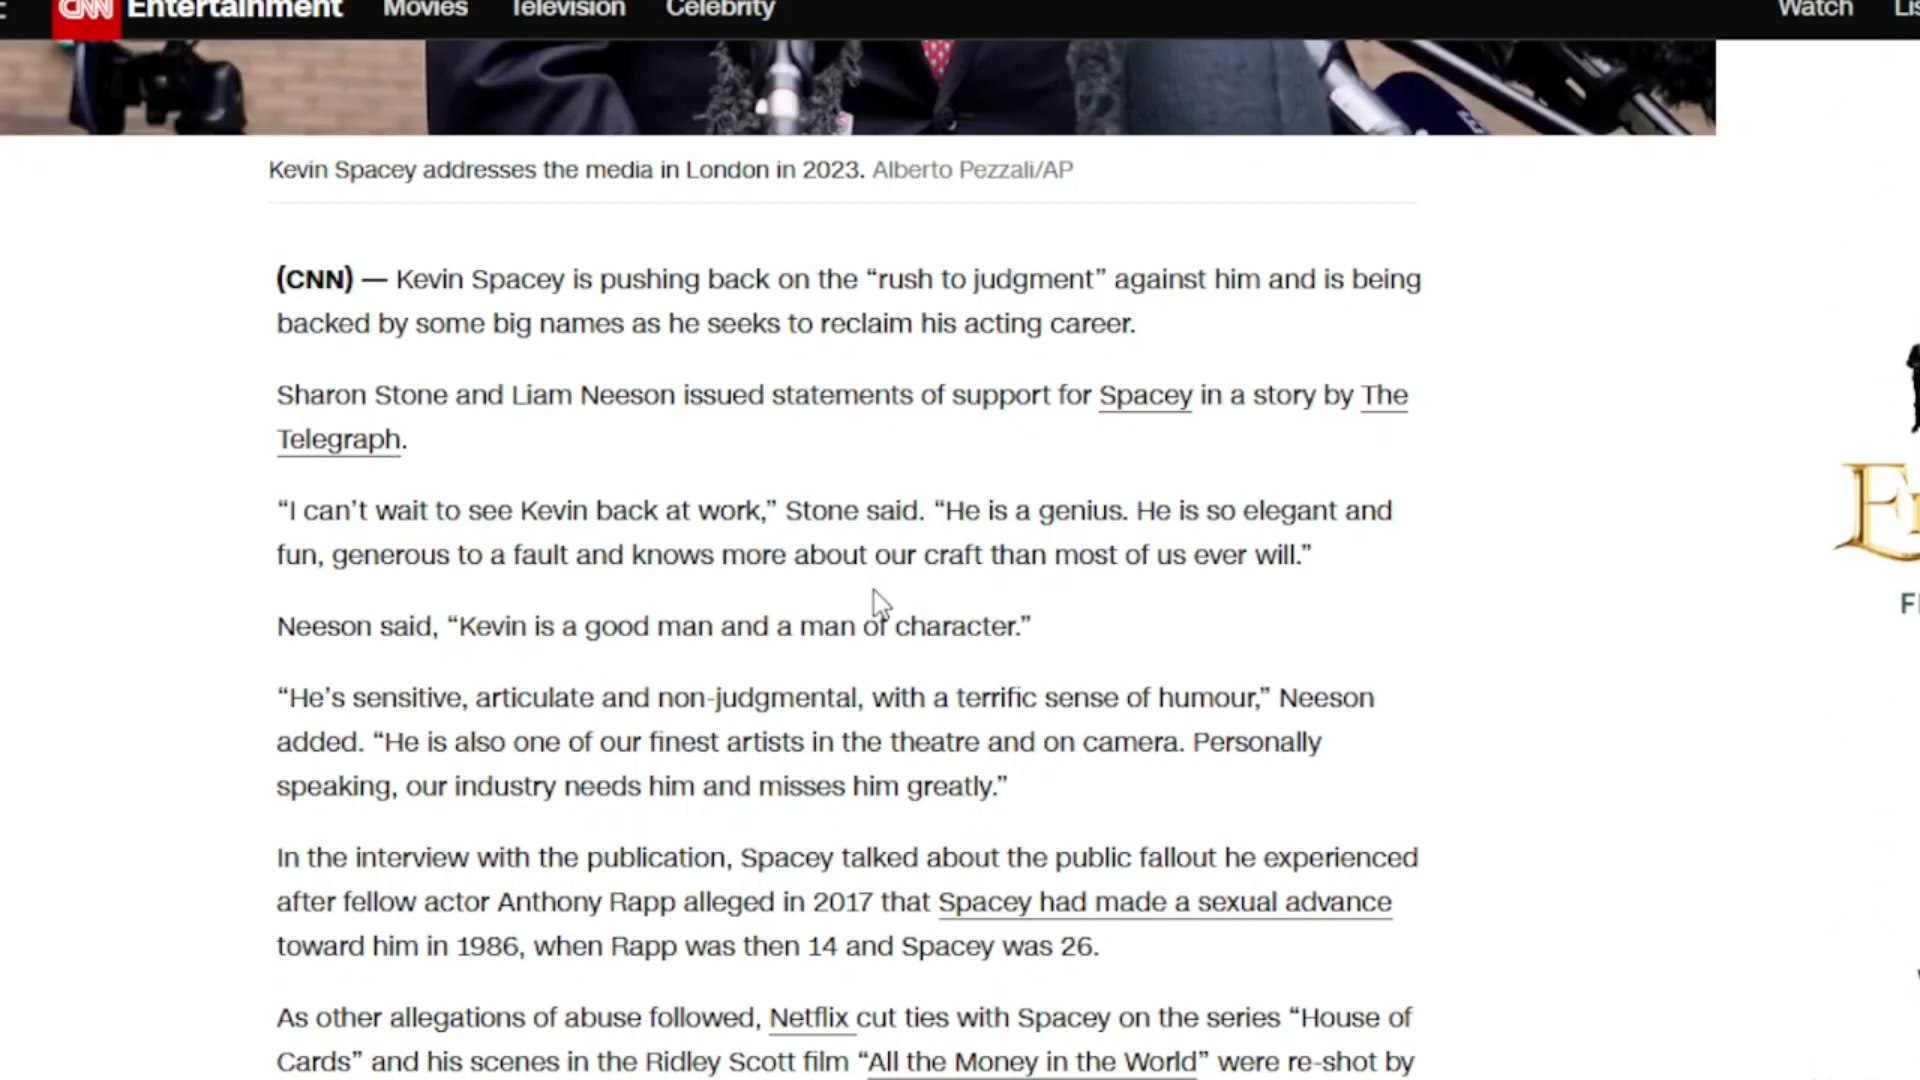 CNN Entertainment Movies Television Celebrity Watch
Kevin Spacey addresses the media in London in 2023. Alberto Pezzali/AP
(CNN) — Kevin Spacey is pushing back on the “rush to judgment” against him and is being
backed by some big names as he seeks to reclaim his acting career.
Sharon Stone and Liam Neeson issued statements of support for Spacey in a story by The
Telegraph.
“I can’t wait to see Kevin back at work,” Stone said. “He is a genius. He is so elegant and
fun, generous to a fault and knows more about our craft than most of us ever will.”
Neeson said, “Kevin is a good man and a man of character.”
“He’s sensitive, articulate and non-judgmental, with a terrific sense of humour,” Neeson
added. “He is also one of our finest artists in the theatre and on camera. Personally
speaking, our industry needs him and misses him greatly.”
In the interview with the publication, Spacey talked about the public fallout he experienced
after fellow actor Anthony Rapp alleged in 2017 that Spacey had made a sexual advance
toward him in 1986, when Rapp was then 14 and Spacey was 26.
As other allegations of abuse followed, Netflix cut ties with Spacey on the series “House of
Cards” and his scenes in the Ridley Scott film “All the Money in the World” were re-shot by